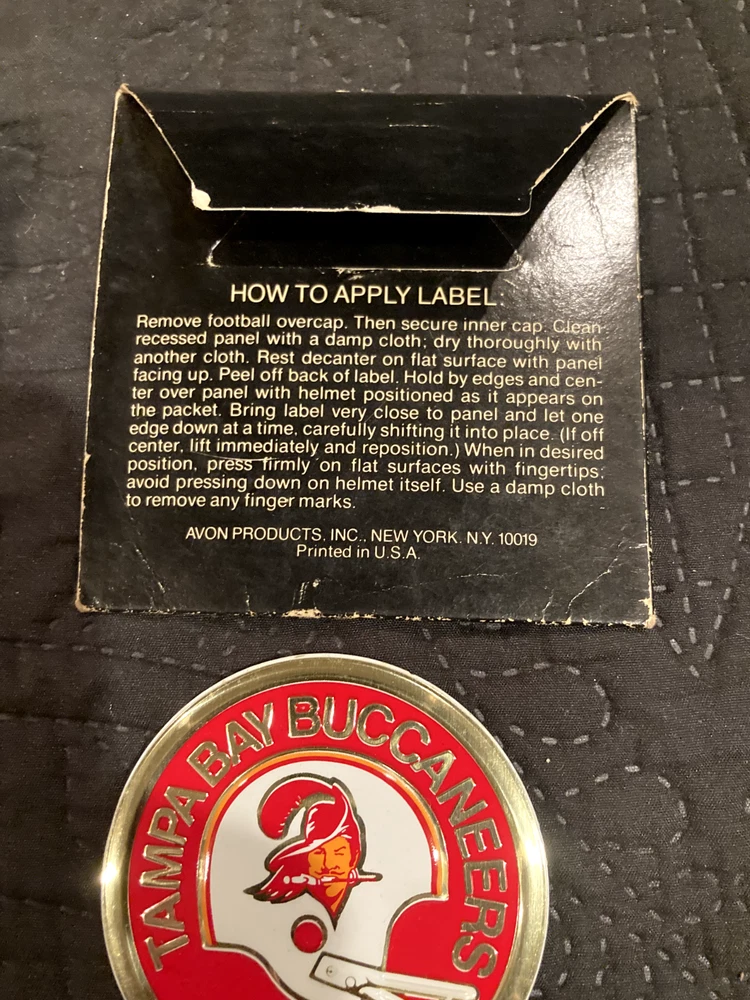 HOW TO APPLY LABEL:
Remove football overcap. Then secure inner cap. Clean
recessed panel with a damp cloth; dry thoroughly with
another cloth. Rest decanter on flat surface with panel
facing up. Peel off back of label. Hold by edges and cen-
ter over panel with helmet positioned as it appears on
the packet. Bring label very close to panel and let one
edge down at a time, carefully shifting it into place. (If off
center, lift immediately and reposition.) When in desired
position, press firmly on flat surfaces with fingertips;
avoid pressing down on helmet itself. Use a damp cloth
to remove any finger marks.
AVON PRODUCTS, INC., NEW YORK, N.Y. 10019
Printed in U.S.A.
TAMPA BAY BUCCANEERS